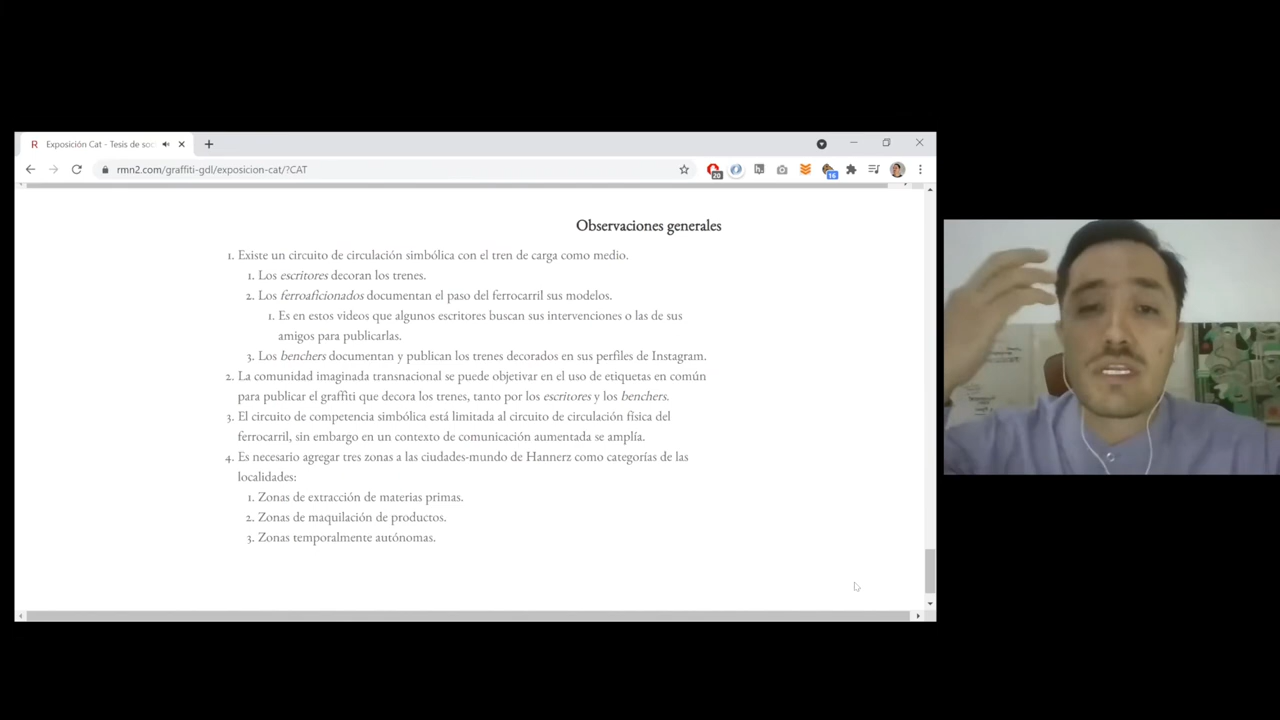 Exposición Cat - Tesis de soc
rmn2.com/graffiti-gdl/exposicion-cat/?CAT
20
16
Observaciones generales
1. Existe un circuito de circulación simbólica con el tren de carga como medio.
1. Los escritores decoran los trenes.
2. Los ferroaficionados documentan el paso del ferrocarril sus modelos.
1. Es en estos videos que algunos escritores buscan sus intervenciones o las de sus
amigos para publicarlas.
3. Los benchers documentan y publican los trenes decorados en sus perfiles de Instagram.
2. La comunidad imaginada transnacional se puede objetivar en el uso de etiquetas en común
para publicar el graffiti que decora los trenes, tanto por los escritores y los benchers.
3. El circuito de competencia simbólica está limitada al circuito de circulación física del
ferrocarril, sin embargo en un contexto de comunicación aumentada se amplía.
4. Es necesario agregar tres zonas a las ciudades-mundo de Hannerz como categorías de las
localidades:
1. Zonas de extracción de materias primas.
2. Zonas de maquilación de productos.
3. Zonas temporalmente autónomas.